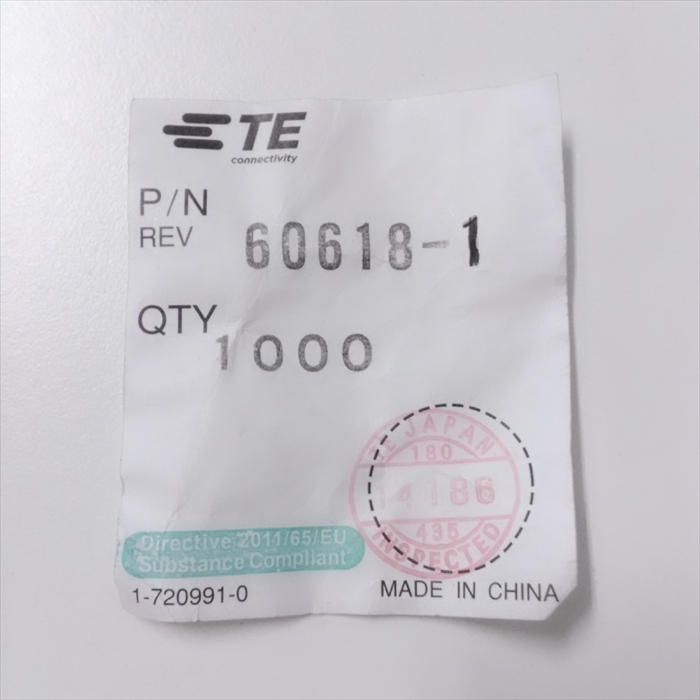 TE
connectivity
P/N
REV
60618-1
QTY
1000
TE JAPAN
180
14186
435
INSPECTED
Directive 2011/65/EU
Substance Compliant
1-720991-0
MADE IN CHINA